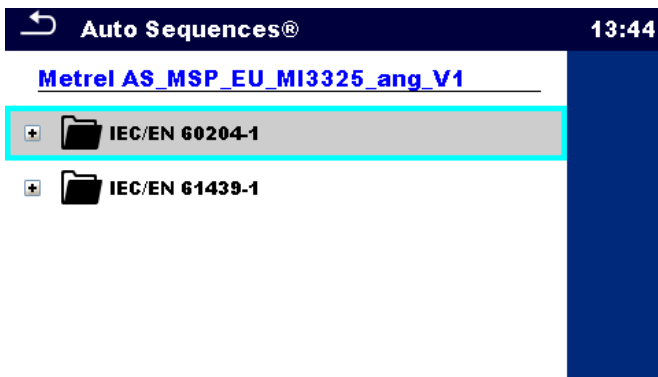 Auto Sequences® 13:44
Metrel AS_MSP_EU_MI3325_ang_V1
IEC/EN 60204-1
IEC/EN 61439-1